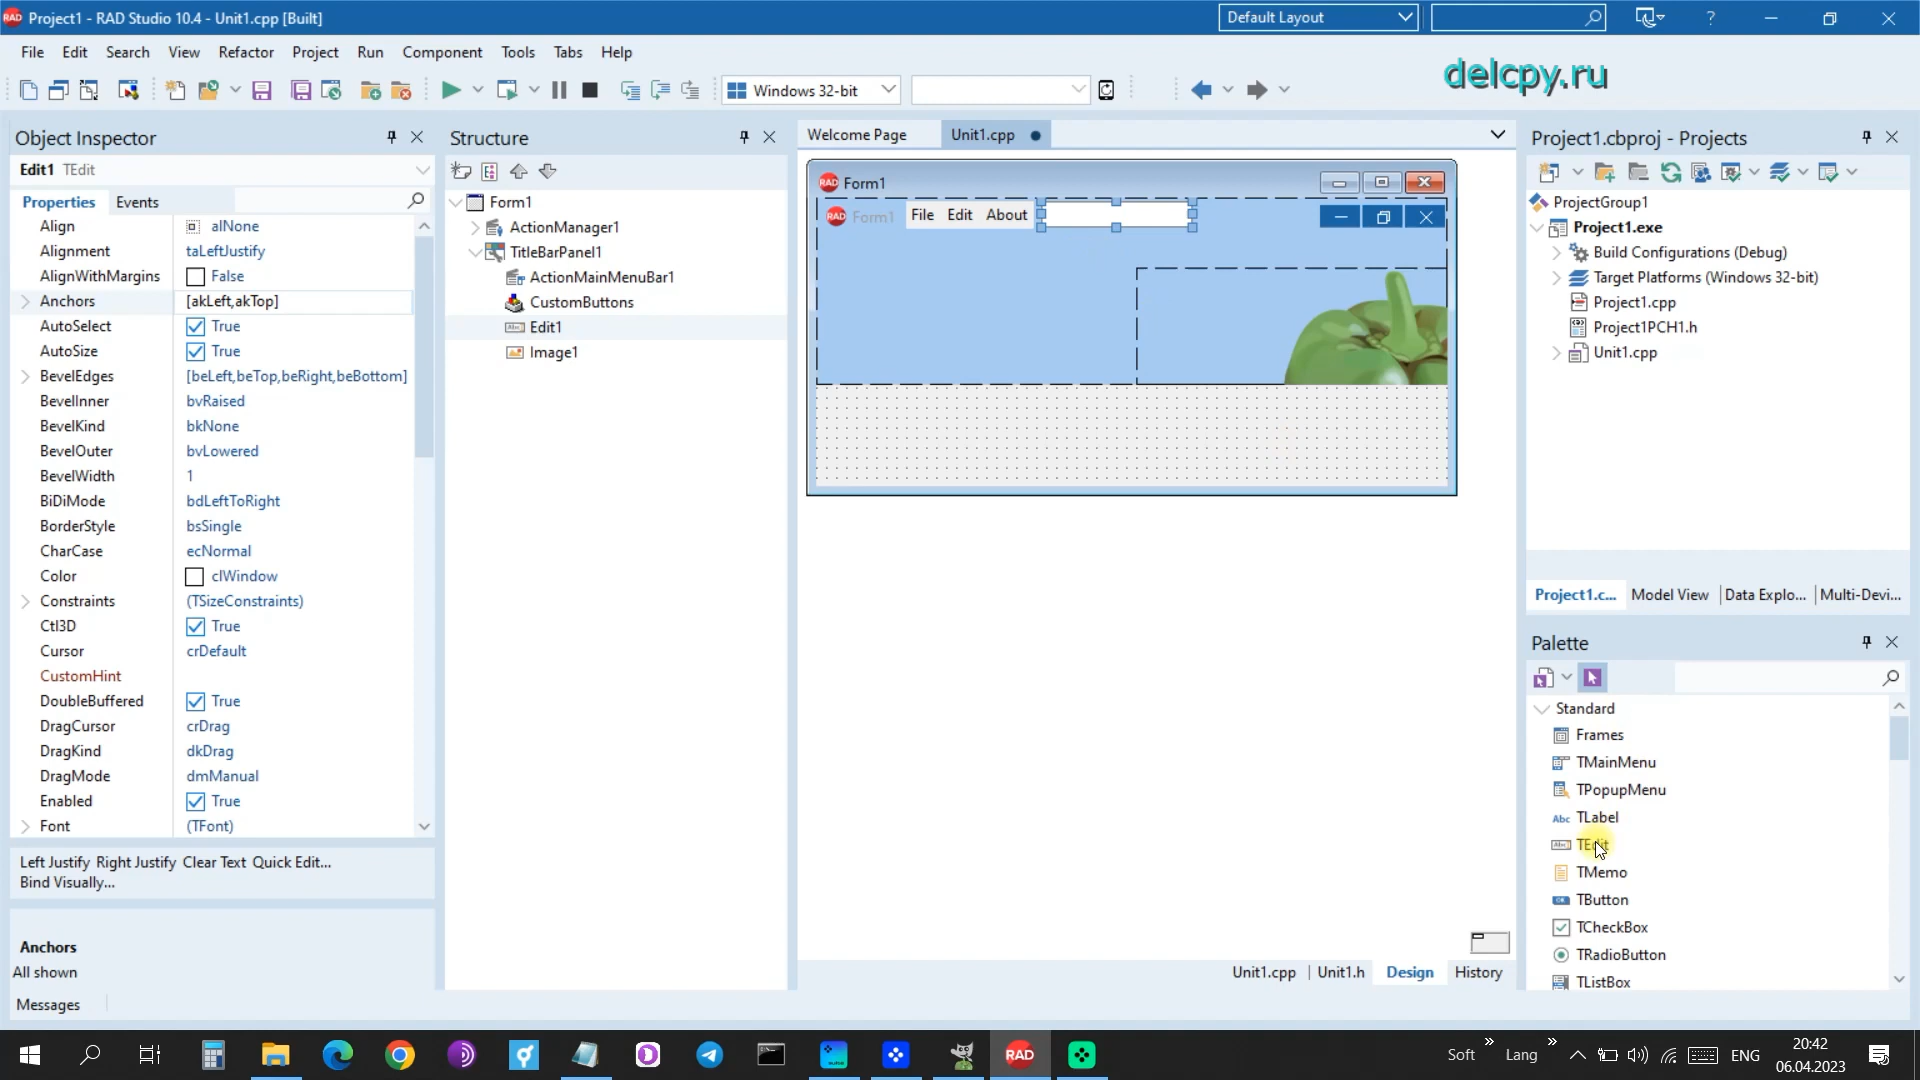 RAD Project1 - RAD Studio 10.4 - Unit1.cpp [Built]
Default Layout
?
File Edit Search View Refactor Project Run Component Tools Tabs Help
Windows 32-bit
delcpy.ru
Object Inspector
Edit1 TEdit
Properties Events
Align alNone
Alignment taLeftJustify
AlignWithMargins False
Anchors [akLeft,akTop]
AutoSelect True
AutoSize True
BevelEdges [beLeft,beTop,beRight,beBottom]
BevelInner bvRaised
BevelKind bkNone
BevelOuter bvLowered
BevelWidth 1
BiDiMode bdLeftToRight
BorderStyle bsSingle
CharCase ecNormal
Color clWindow
Constraints (TSizeConstraints)
Ctl3D True
Cursor crDefault
CustomHint
DoubleBuffered True
DragCursor crDrag
DragKind dkDrag
DragMode dmManual
Enabled True
Font (TFont)
Left Justify Right Justify Clear Text Quick Edit...
Bind Visually...
Anchors
All shown
Messages
Structure
Form1
ActionManager1
TitleBarPanel1
ActionMainMenuBar1
CustomButtons
Edit1
Image1
Welcome Page Unit1.cpp
RAD Form1
RAD Form1 File Edit About
Unit1.cpp Unit1.h Design History
Project1.cbproj - Projects
ProjectGroup1
Project1.exe
Build Configurations (Debug)
Target Platforms (Windows 32-bit)
Project1.cpp
Project1PCH1.h
Unit1.cpp
Project1.c... Model View Data Explo... Multi-Devi...
Palette
Standard
Frames
TMainMenu
TPopupMenu
Abc TLabel
TEdit
TMemo
TButton
TCheckBox
TRadioButton
TListBox
RAD
Soft Lang ENG
20:42
06.04.2023